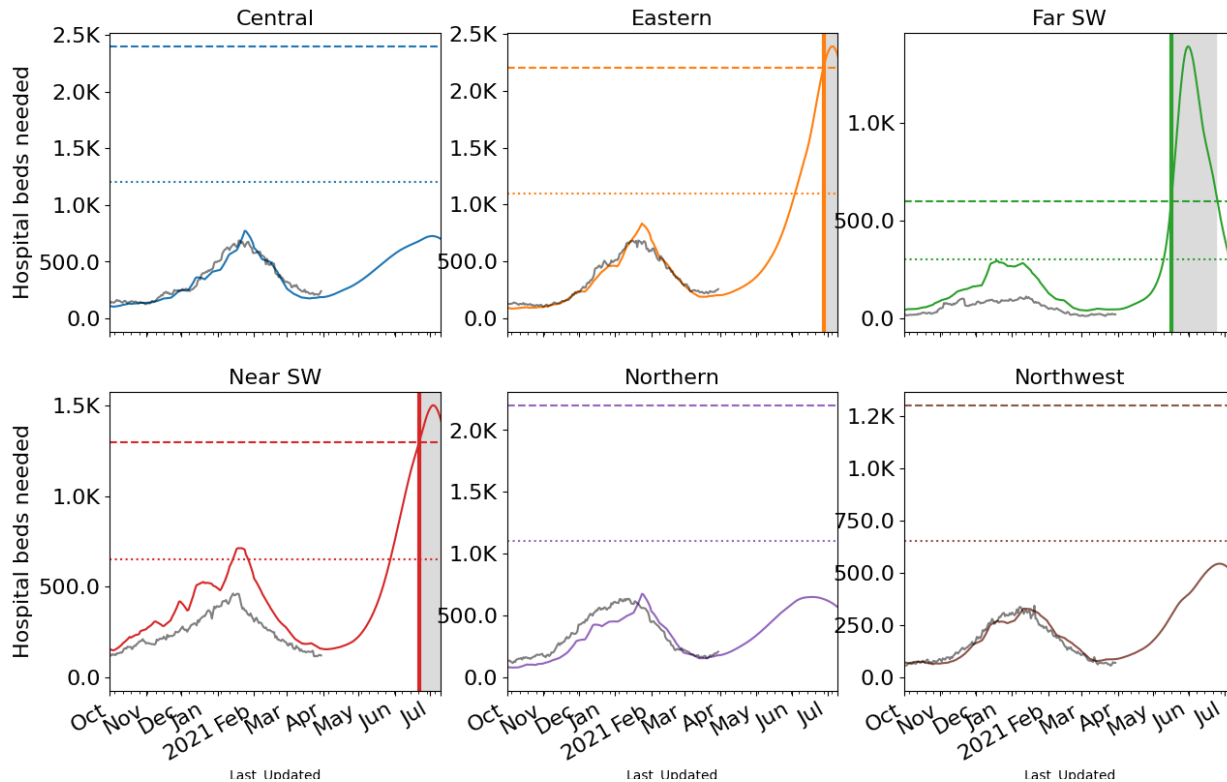 Central
Eastern
Far SW
Hospital beds needed
2.5K
2.0K
1.5K
1.0K
500.0
0.0
2.5K
2.0K
1.5K
1.0K
500.0
0.0
1.0K
500.0
0.0
Near SW
Northern
Northwest
Hospital beds needed
1.5K
1.0K
500.0
0.0
2.0K
1.5K
1.0K
500.0
0.0
1.2K
750.0
500.0
250.0
0.0
Oct
Nov
Dec
Jan
2021
Feb
Mar
Apr
May
Jun
Jul
Oct
Nov
Dec
Jan
2021
Feb
Mar
Apr
May
Jun
Jul
Oct
Nov
Dec
Jan
2021
Feb
Mar
Apr
May
Jun
Jul
Last_Updated
Last_Updated
Last_Updated